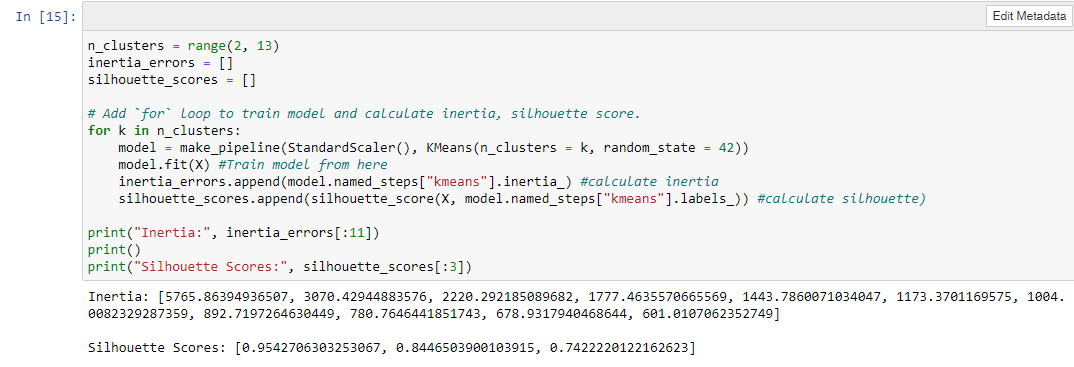 In [15]:
Edit Metadata
n_clusters = range(2, 13)
inertia_errors = []
silhouette_scores = []
# Add `for` loop to train model and calculate inertia, silhouette score.
for k in n_clusters:
    model = make_pipeline(StandardScaler(), KMeans(n_clusters = k, random_state = 42))
    model.fit(X) #Train model from here
    inertia_errors.append(model.named_steps["kmeans"].inertia_) #calculate inertia
    silhouette_scores.append(silhouette_score(X, model.named_steps["kmeans"].labels_)) #calculate silhouette)
print("Inertia:", inertia_errors[:11])
print()
print("Silhouette Scores:", silhouette_scores[:3])
Inertia: [5765.86394936507, 3070.42944883576, 2220.292185089682, 1777.4635570665569, 1443.7860071034047, 1173.3701169575, 1004.
0082329287359, 892.7197264630449, 780.7646441851743, 678.9317940468644, 601.0107062352749]
Silhouette Scores: [0.9542706303253067, 0.8446503900103915, 0.7422220122162623]